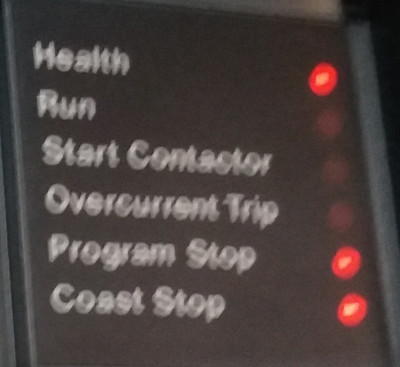 Health
Run
Start Contactor
Overcurrent Trip
Program Stop
Coast Stop